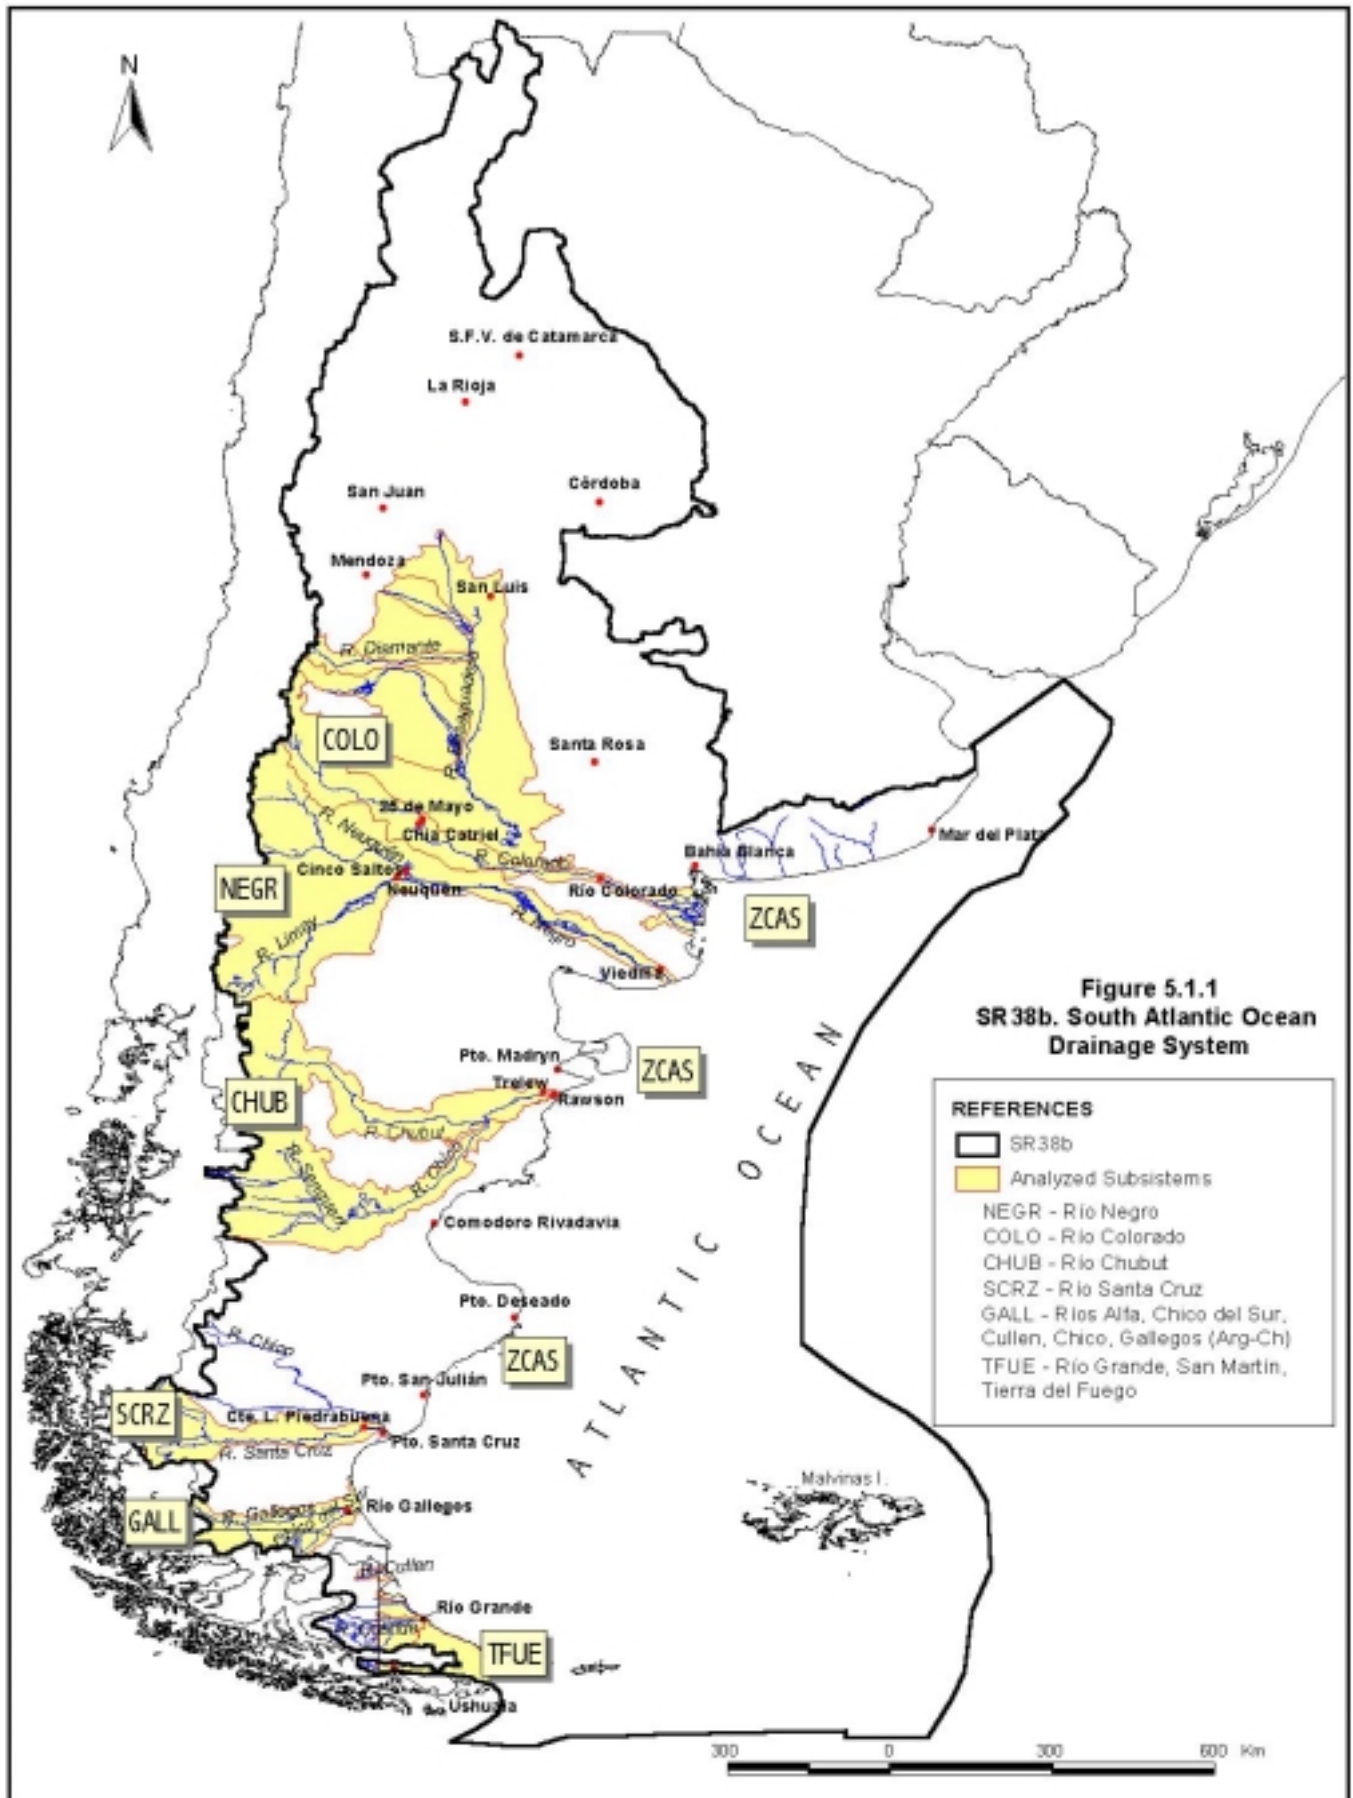 N
S.F.V. de Catamarca
La Rioja
San Juan
Córdoba
Mendoza
San Luis
R. Diamante
COLO
Santa Rosa
25 de Mayo
R. Neuquén
Chia Cotriel
Mar del Plata
Bahía Blanca
R. Colorado
Cinco Saltos
NEGR
Neuquén
Río Colorado
ZCAS
R. Negro
R. Limay
Viedma
Figure 5.1.1
SR38b. South Atlantic Ocean
Drainage System
Pto. Madryn
ZCAS
Trelew
CHUB
Rawson
R. Chubut
R. Chico
R. Senguerr
Comodoro Rivadavia
ATLANTIC OCEAN
REFERENCES
SR38b
Analyzed Subsistems
NEGR - Río Negro
COLO - Río Colorado
CHUB - Río Chubut
SCRZ - Río Santa Cruz
GALL - Ríos Alfa, Chico del Sur,
Cullen, Chico, Gallegos (Arg-Ch)
TFUE - Río Grande, San Martín,
Tierra del Fuego
Pto. Deseado
R. Chico
ZCAS
Pto. San Julián
SCRZ
Cte. L. Piedrabuena
Pto. Santa Cruz
R. Santa Cruz
Malvinas I.
R. Gallegos
Río Gallegos
GALL
R. Cullen
Río Grande
TFUE
Ushuaia
300 0 300 600 Km